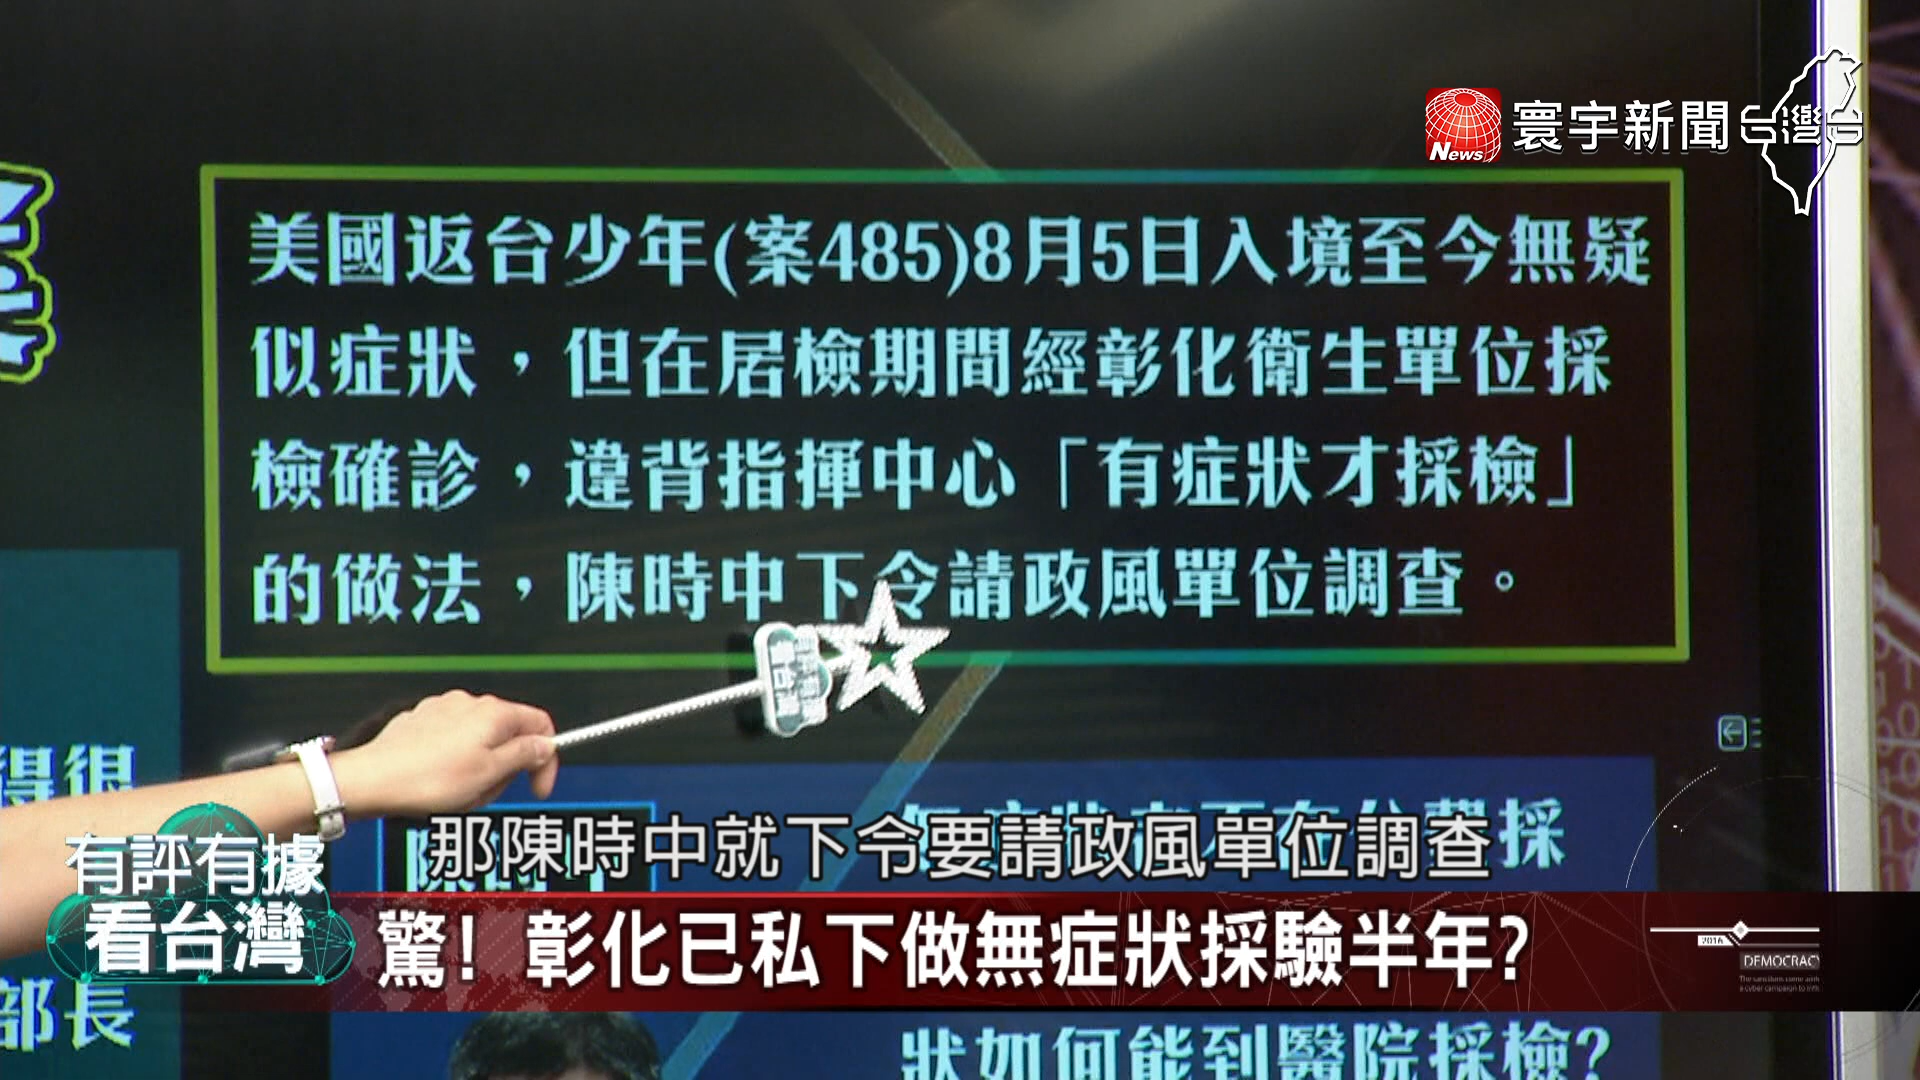 寰宇新聞台
台灣
News
美國返台少年(案485)8月5日入境至今無疑
似症狀，但在居檢期間經彰化衛生單位採
檢確診，違背指揮中心「有症狀才採檢」
的做法，陳時中下令請政風單位調查。
得很
部長
那陳時中就下令要請政風單位調查
有評有據
看台灣
驚！彰化已私下做無症狀採驗半年?
2016
DEMOCRACY
狀如何能到醫院採檢?